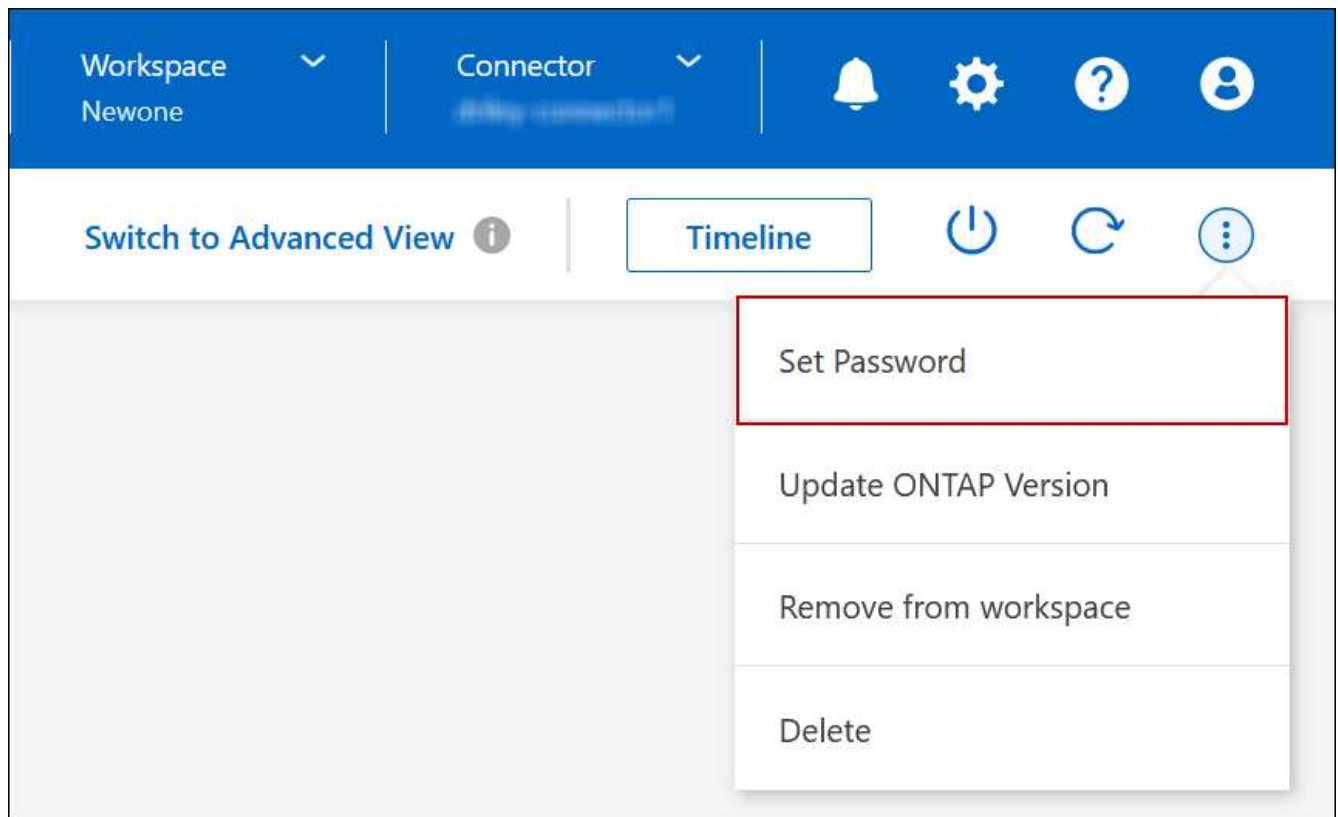 Workspace
Newone
Connector
Switch to Advanced View
Timeline
Set Password
Update ONTAP Version
Remove from workspace
Delete